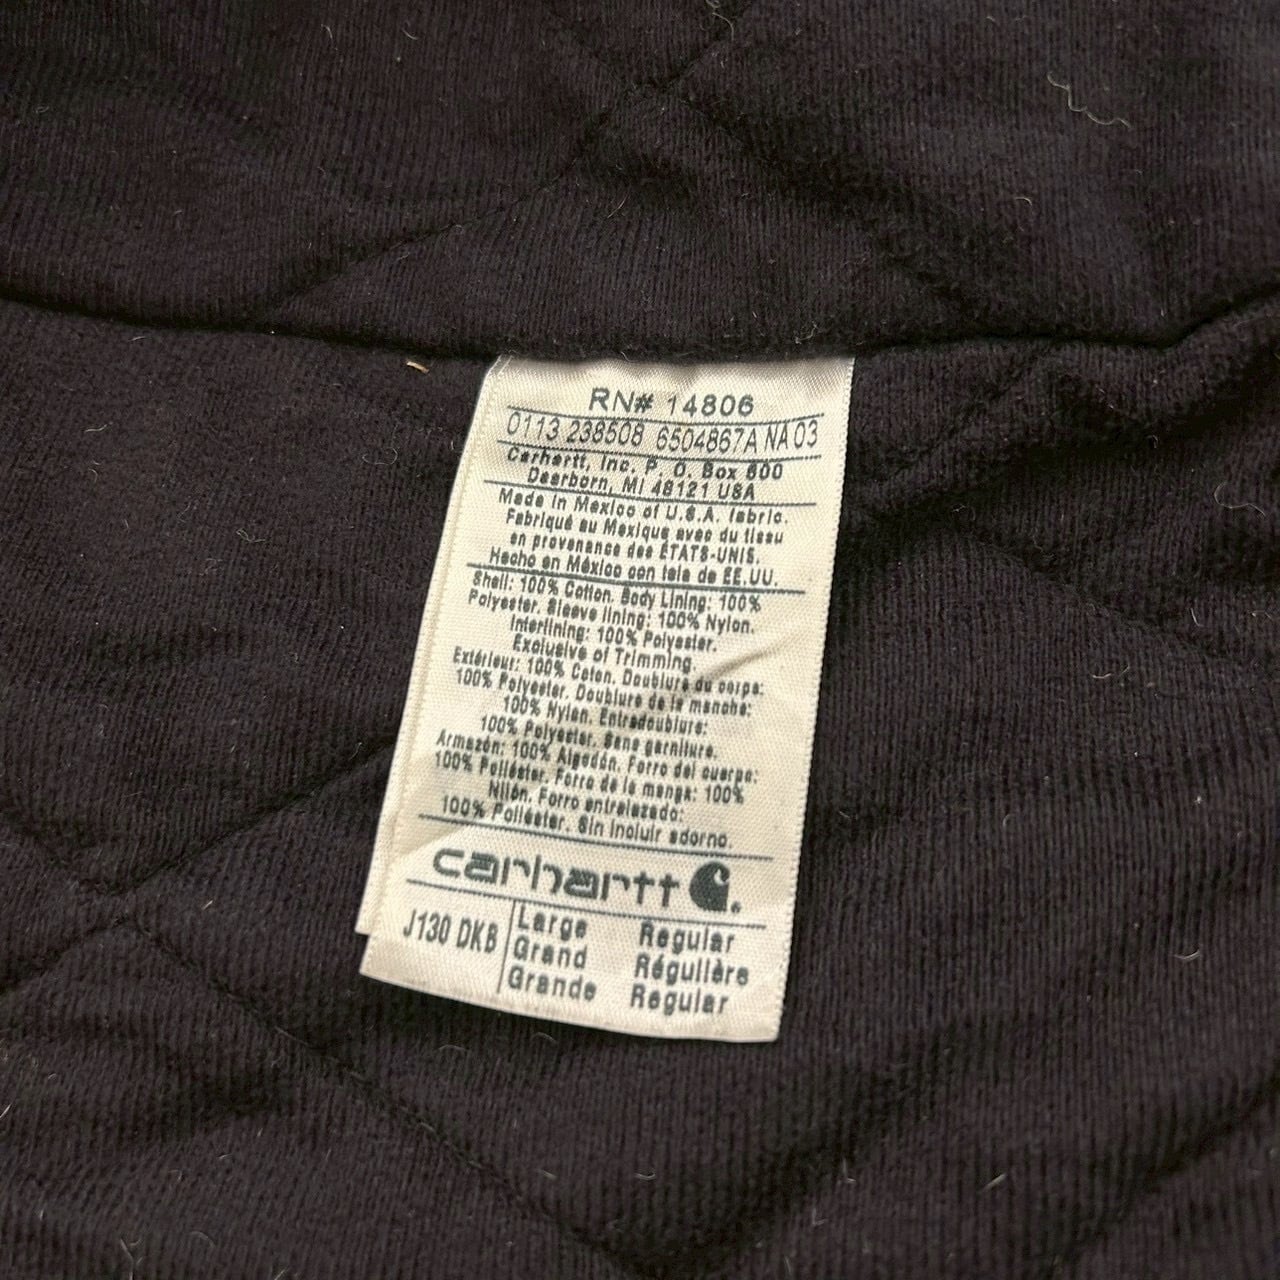 RN# 14806
0113 238508 6504867A NA 03
Carhartt, Inc. P. O. Box 600
Dearborn, MI 48121 USA
Made in Mexico of U.S.A. fabric.
Fabriqué au Mexique avec du tissu
en provenance des ÉTATS-UNIS.
Hecho en México con tela de EE.UU.
Shell: 100% Cotton. Body Lining: 100%
Polyester. Sleeve lining: 100% Nylon.
Interlining: 100% Polyester.
Exclusive of Trimming
Extérieur: 100% Coton. Doublure du corps:
100% Polyester. Doublure de la manche:
100% Nylon. Entredoublure:
100% Polyester. Sans garniture.
Armazón: 100% Algodón. Forro del cuerpo:
100% Poliéster. Forro de la manga: 100%
Nilón. Forro entrelazado:
100% Poliéster. Sin incluir adorno.
carhartt
J130 DKB Large Regular
Grand Régulière
Grande Regular